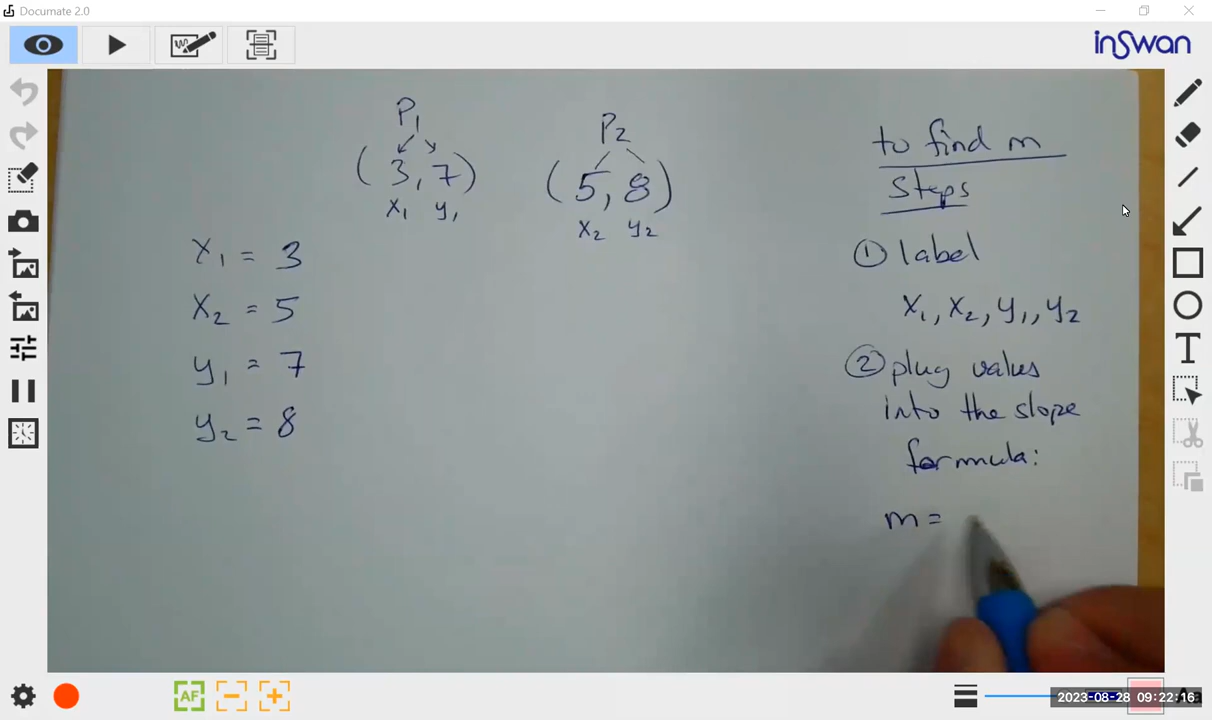 Documate 2.0
inswan
P1
(3, 7)
x1 y1
P2
(5, 8)
x2 y2
x1 = 3
x2 = 5
y1 = 7
y2 = 8
to find m
Steps
① label
x1, x2, y1, y2
② plug values
into the slope
formula:
m =
AF
2023-08-28 09:22:16